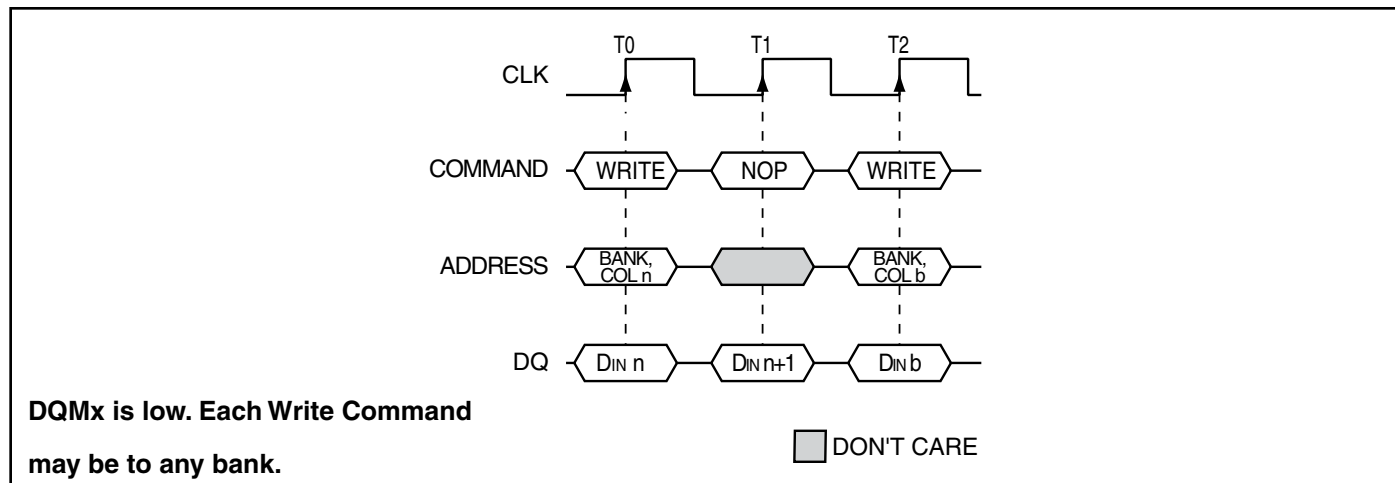 T0 T1 T2
CLK
COMMAND WRITE NOP WRITE
ADDRESS BANK, COL n BANK, COL b
DQ DIN n DIN n+1 DIN b
DQMx is low. Each Write Command
may be to any bank.
DON'T CARE